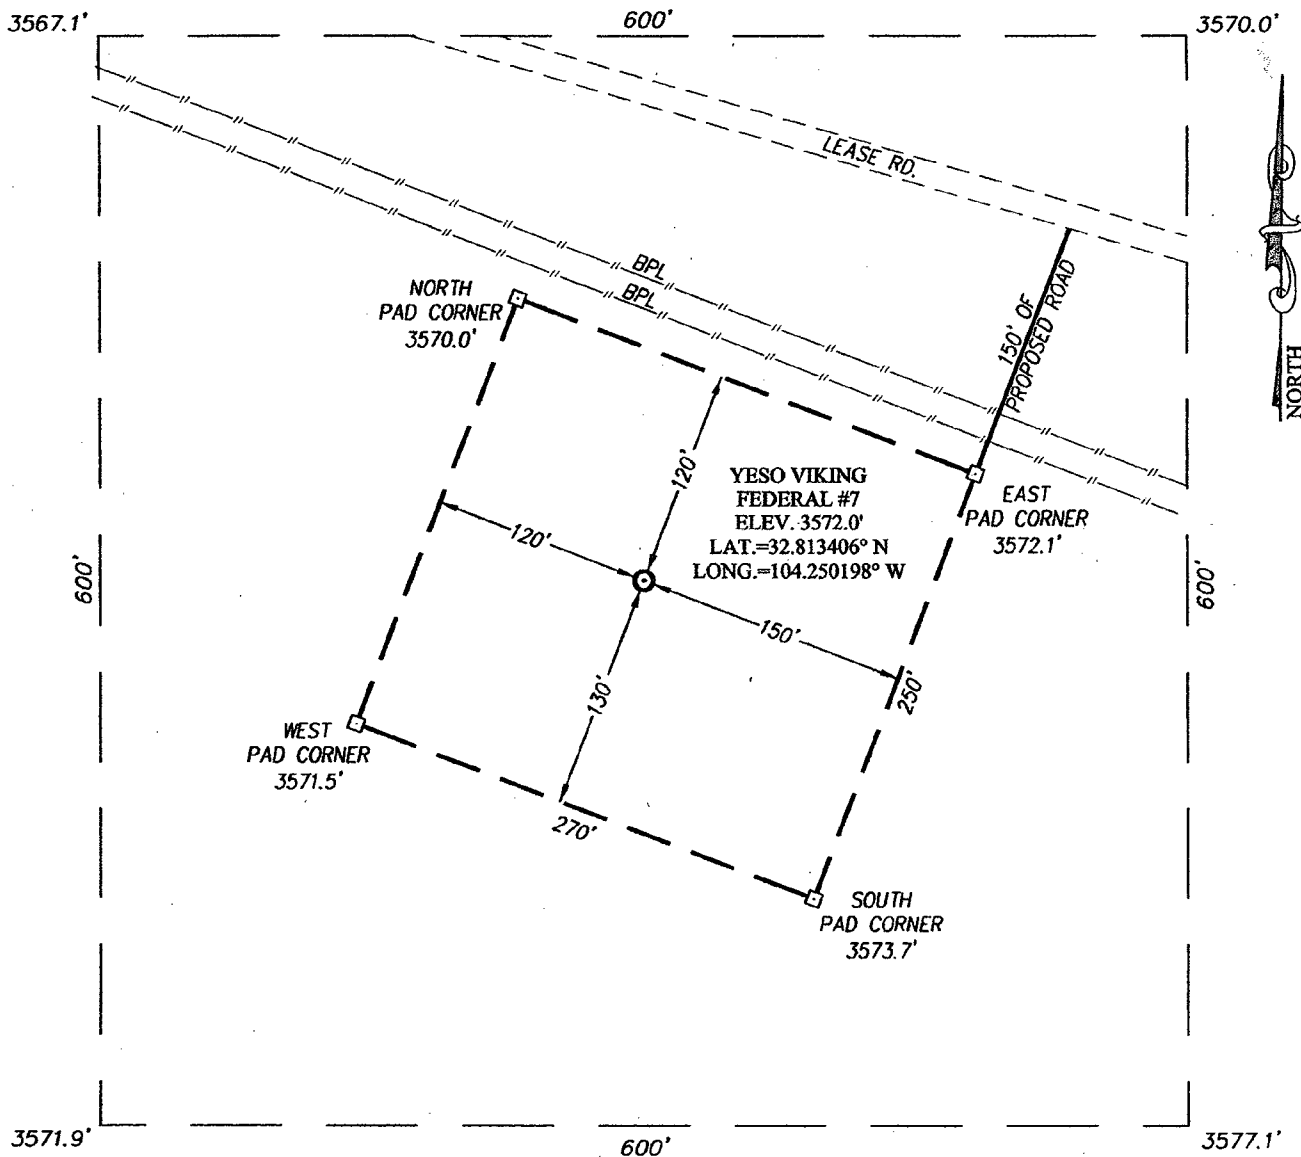 3567.1'
600'
3570.0'
LEASE RD.
NORTH
BPL
BPL
NORTH
PAD CORNER
3570.0'
150' OF
PROPOSED ROAD
120'
YESO VIKING
FEDERAL #7
ELEV. 3572.0'
LAT.=32.813406° N
LONG.=104.250198° W
EAST
PAD CORNER
3572.1'
120'
600'
600'
150'
130'
250'
WEST
PAD CORNER
3571.5'
270'
SOUTH
PAD CORNER
3573.7'
3571.9'
600'
3577.1'